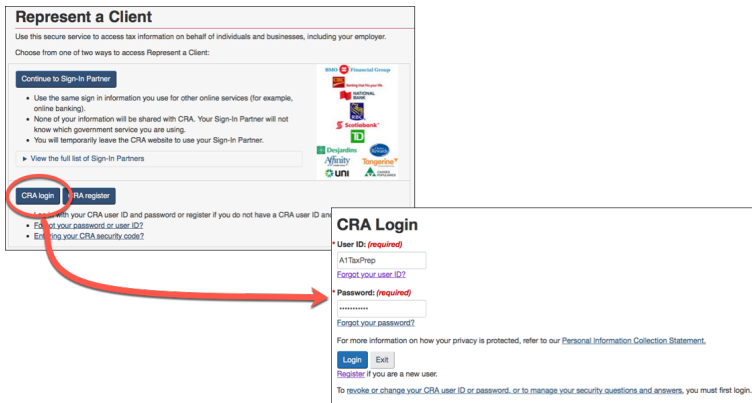 Represent a Client
Use this secure service to access tax information on behalf of individuals and businesses, including your employer.
Choose from one of two ways to access Represent a Client:
Continue to Sign-In Partner
• Use the same sign in information you use for other online services (for example,
online banking).
• None of your information will be shared with CRA. Your Sign-In Partner will not
know which government service you are using.
• You will temporarily leave the CRA website to use your Sign-In Partner.
► View the full list of Sign-In Partners
BMO Financial Group
NATIONAL
BANK
RBC
Scotiabank
TD
Desjardins
Affinity
Tangerine
UNI
CRA login
CRA register
with your CRA user ID and password or register if you do not have a CRA user ID
• Forgot your password or user ID?
• Entering your CRA security code?
CRA Login
* User ID: (required)
A1TaxPrep
Forgot your user ID?
* Password: (required)
•••••••••••
Forgot your password?
For more information on how your privacy is protected, refer to our Personal Information Collection Statement.
Login
Exit
Register if you are a new user.
To revoke or change your CRA user ID or password, or to manage your security questions and answers, you must first login.